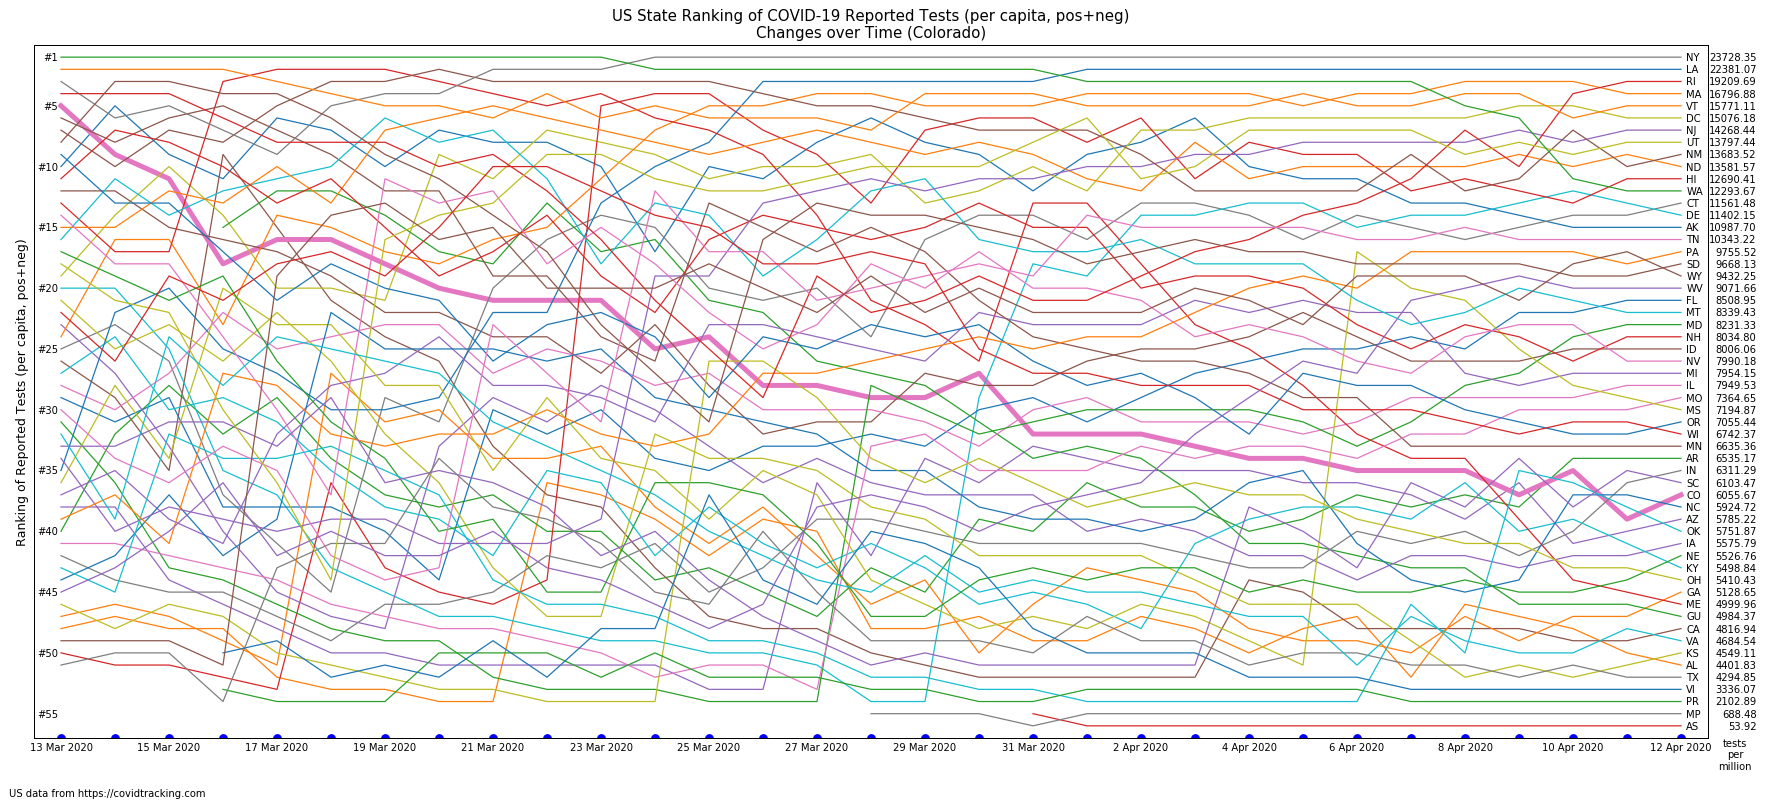 US State Ranking of COVID-19 Reported Tests (per capita, pos+neg)
Changes over Time (Colorado)
Ranking of Reported Tests (per capita, pos+neg)
#1
#5
#10
#15
#20
#25
#30
#35
#40
#45
#50
#55
NY 23728.35
LA 22381.07
RI 19209.69
MA 16796.88
VT 15771.11
DC 15076.18
NJ 14268.44
UT 13797.44
NM 13683.52
ND 13581.57
HI 12690.41
WA 12293.67
CT 11561.48
DE 11402.15
AK 10987.70
TN 10343.22
PA 9755.52
SD 9668.13
WY 9432.25
WV 9071.66
FL 8508.95
MT 8339.43
MD 8231.33
NH 8034.80
ID 8006.06
NV 7990.18
MI 7954.15
IL 7949.53
MO 7364.65
MS 7194.87
OR 7055.44
WI 6742.37
MN 6635.36
AR 6535.17
IN 6311.29
SC 6103.47
CO 6055.67
NC 5924.72
AZ 5785.22
OK 5751.87
IA 5575.79
NE 5526.76
KY 5498.84
OH 5410.43
GA 5128.65
ME 4999.96
GU 4984.37
CA 4816.94
VA 4684.54
KS 4549.11
AL 4401.83
TX 4294.85
VI 3336.07
PR 2102.89
MP 688.48
AS 53.92
13 Mar 2020 15 Mar 2020 17 Mar 2020 19 Mar 2020 21 Mar 2020 23 Mar 2020 25 Mar 2020 27 Mar 2020 29 Mar 2020 31 Mar 2020 2 Apr 2020 4 Apr 2020 6 Apr 2020 8 Apr 2020 10 Apr 2020 12 Apr 2020
tests
per
million
US data from https://covidtracking.com